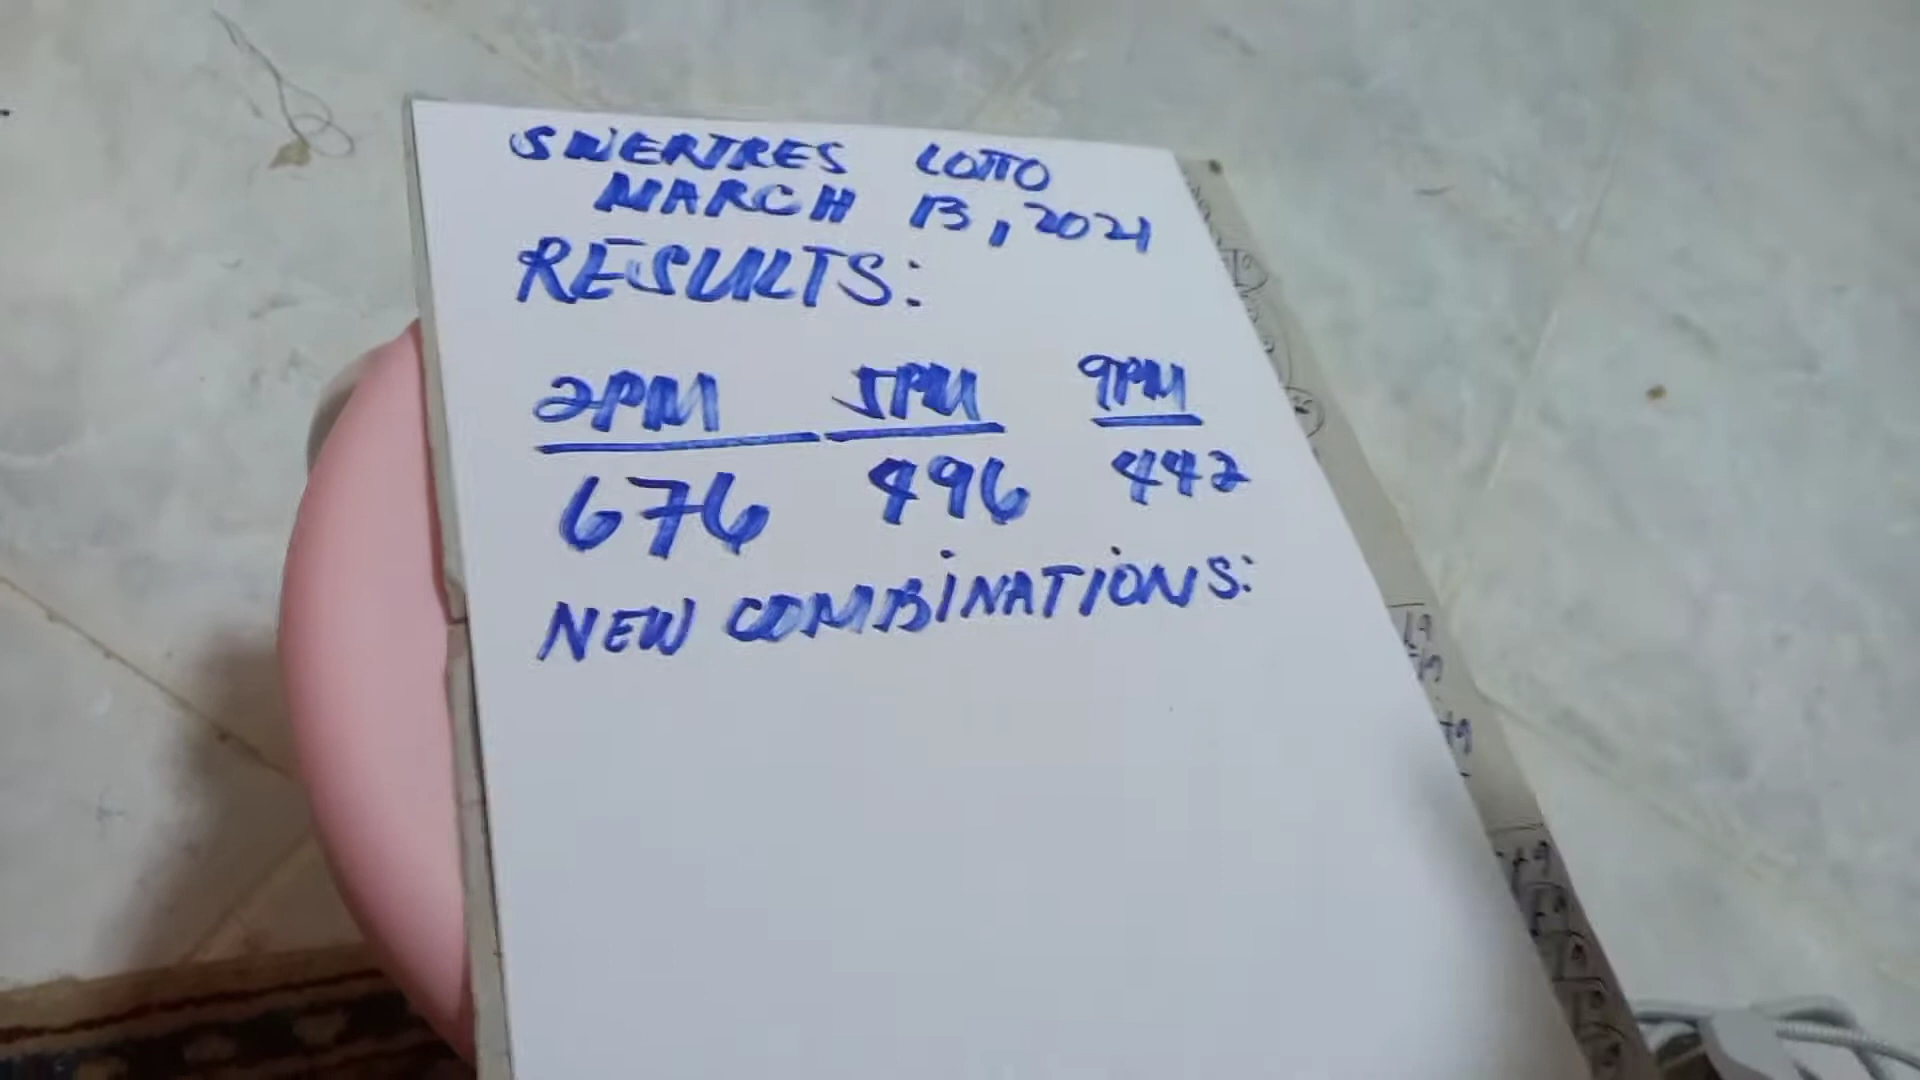 SWERTRES LOTTO
MARCH 13, 2021
RESULTS:
2PM 5PM 9PM
676 496 442
NEW COMBINATIONS: